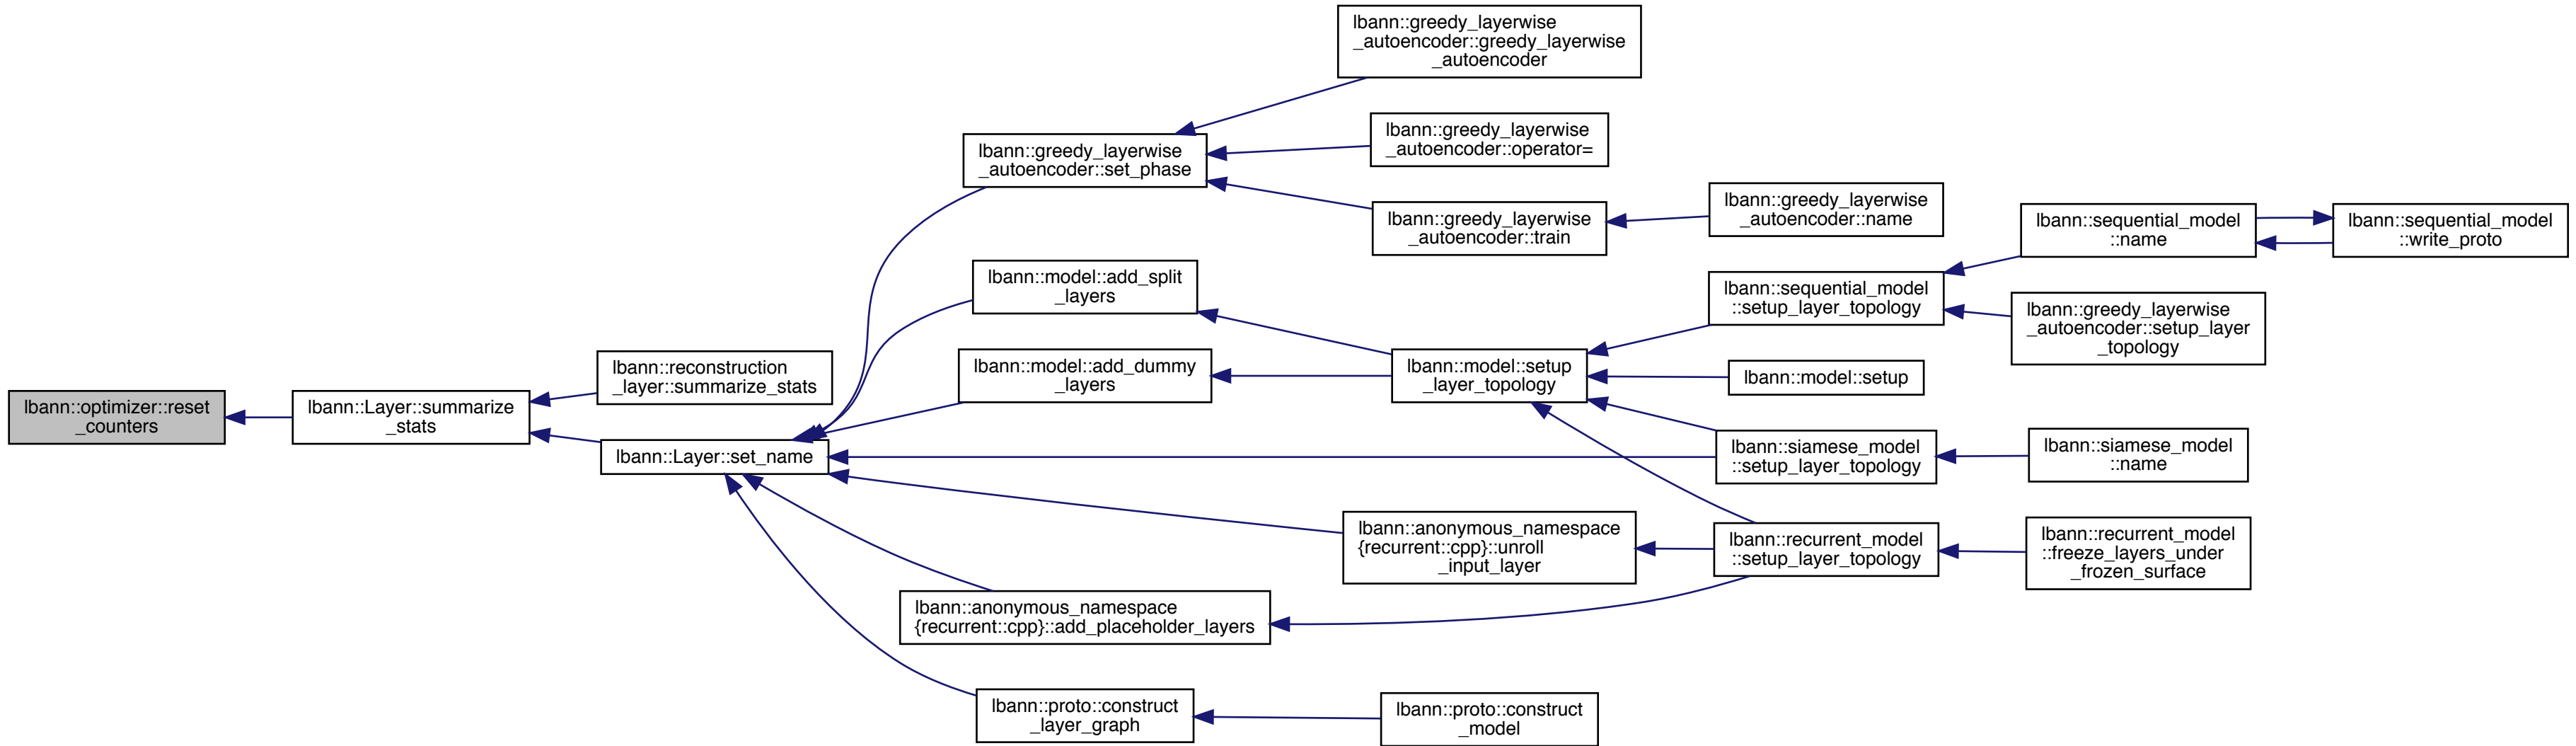 lbann::optimizer::reset
_counters
lbann::Layer::summarize
_stats
lbann::reconstruction
_layer::summarize_stats
lbann::Layer::set_name
lbann::greedy_layerwise
_autoencoder::set_phase
lbann::model::add_split
_layers
lbann::model::add_dummy
_layers
lbann::anonymous_namespace
{recurrent::cpp}::add_placeholder_layers
lbann::proto::construct
_layer_graph
lbann::greedy_layerwise
_autoencoder::greedy_layerwise
_autoencoder
lbann::greedy_layerwise
_autoencoder::operator=
lbann::greedy_layerwise
_autoencoder::train
lbann::model::setup
_layer_topology
lbann::anonymous_namespace
{recurrent::cpp}::unroll
_input_layer
lbann::proto::construct
_model
lbann::greedy_layerwise
_autoencoder::name
lbann::sequential_model
::setup_layer_topology
lbann::model::setup
lbann::siamese_model
::setup_layer_topology
lbann::recurrent_model
::setup_layer_topology
lbann::sequential_model
::name
lbann::greedy_layerwise
_autoencoder::setup_layer
_topology
lbann::siamese_model
::name
lbann::recurrent_model
::freeze_layers_under
_frozen_surface
lbann::sequential_model
::write_proto